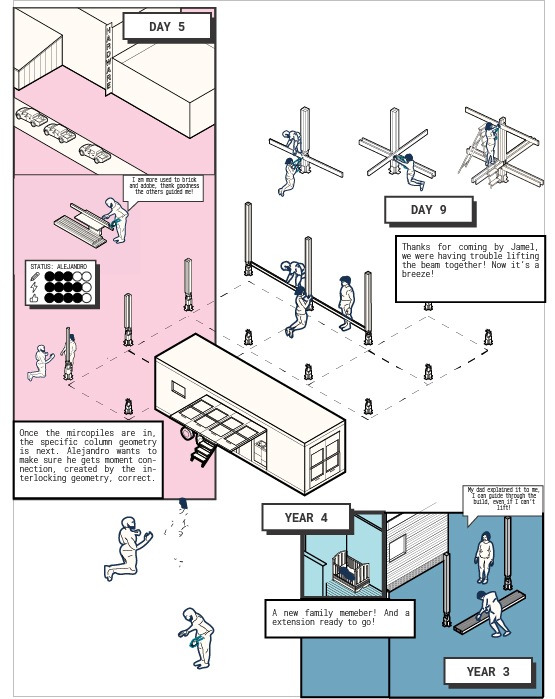 DAY 5
HARDWARE
I am more used to brick
and adobe, thank goodness
the others guided me!
DAY 9
Thanks for coming by Jamel,
we were having trouble lifting
the beam together! Now it's a
breeze!
STATUS: ALEJANDRO
Once the mircopiles are in,
the specific column geometry
is next. Alejandro wants to
make sure he gets moment con-
nection, created by the in-
terlocking geometry, correct.
My dad explained it to me,
I can guide through the
build, even if I can't
lift!
YEAR 4
A new family memeber! And a
extension ready to go!
YEAR 3